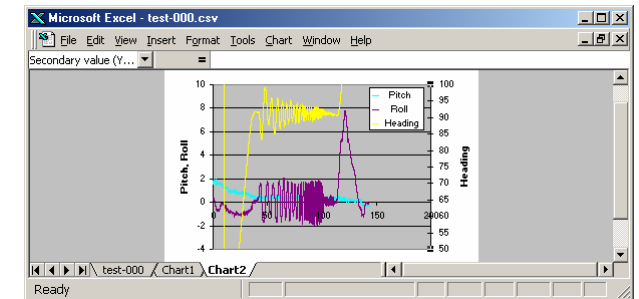 Microsoft Excel - test-000.csv
File Edit View Insert Format Tools Chart Window Help
Secondary value (Y... =
10 100
Pitch
8 95
Roll
90
Heading
6 85
4 80
Pitch, Roll
2 75
Heading
70
0 65
0 50 100 150 200
60
-2 55
-4 50
test-000 Chart1 Chart2
Ready